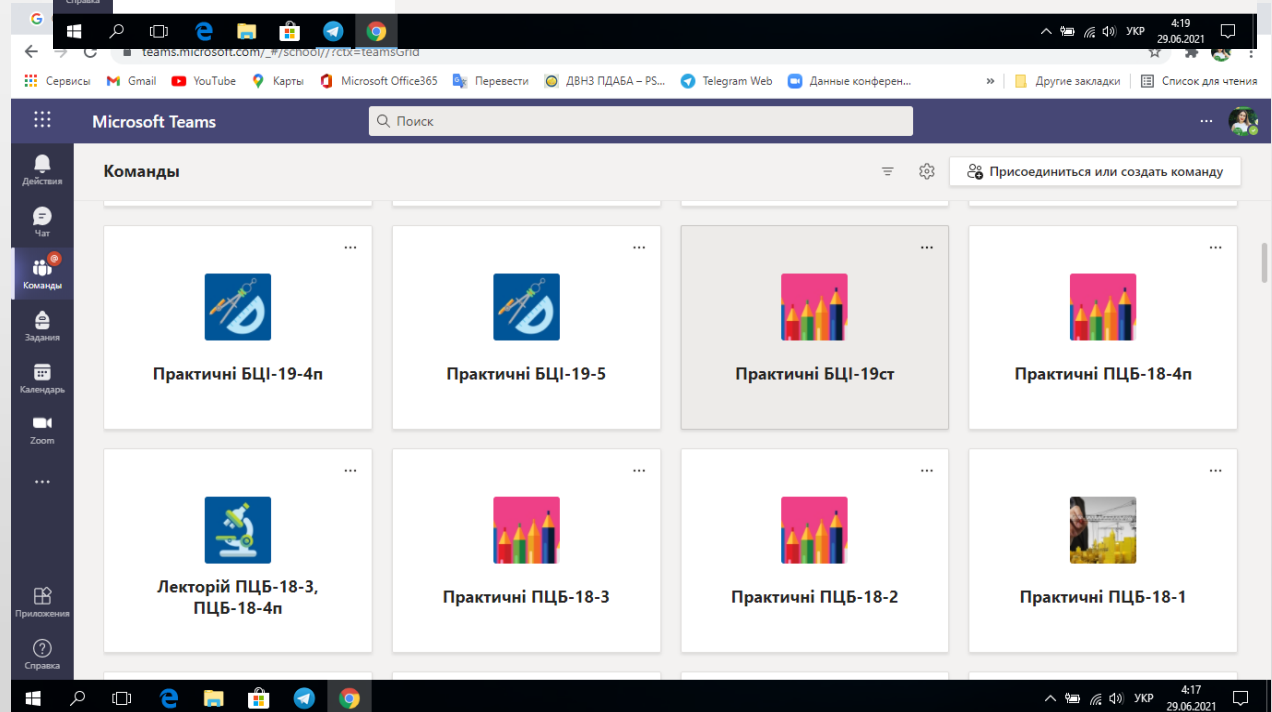 Справка
УКР
4:19
29.06.2021
teams.microsoft.com/_#/school//?ctx=teamsGrid
Сервисы
Gmail
YouTube
Карты
Microsoft Office365
Перевести
ДВНЗ ПДАБА – PS...
Telegram Web
Данные конферен...
»
Другие закладки
Список для чтения
Microsoft Teams
Поиск
Действия
Чат
Команды
Задания
Календарь
Zoom
Приложения
Справка
Команды
Присоединиться или создать команду
Практичні БЦІ-19-4п
Практичні БЦІ-19-5
Практичні БЦІ-19ст
Практичні ПЦБ-18-4п
Лекторій ПЦБ-18-3,
ПЦБ-18-4п
Практичні ПЦБ-18-3
Практичні ПЦБ-18-2
Практичні ПЦБ-18-1
УКР
4:17
29.06.2021